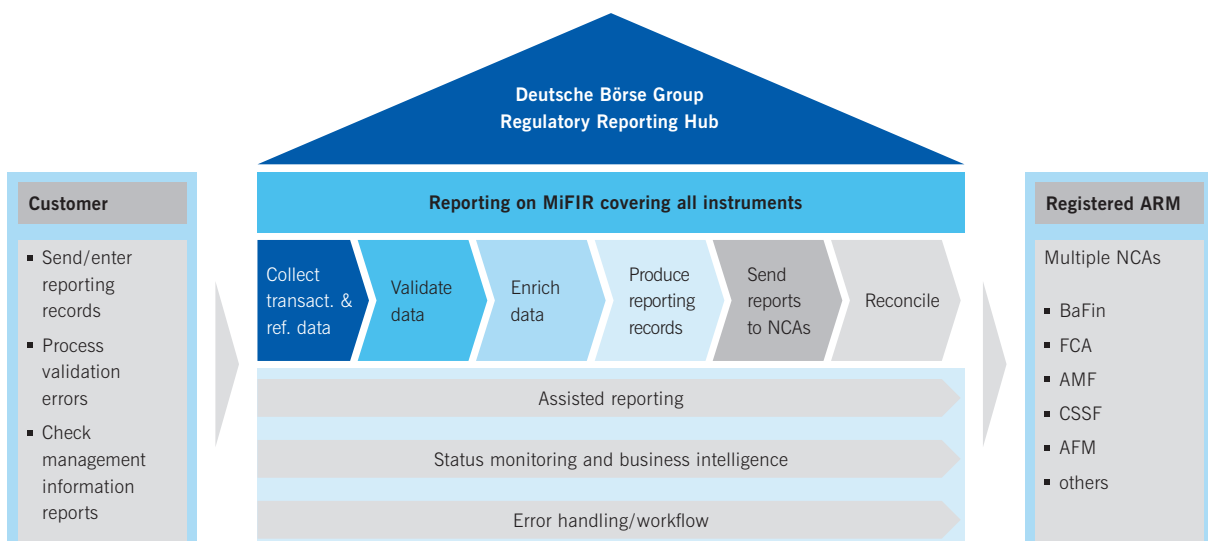 Deutsche Börse Group
Regulatory Reporting Hub
Customer
Send/enter
reporting
records
Process
validation
errors
Check
management
information
reports
Reporting on MiFIR covering all instruments
Collect
transact. &
ref. data
Validate
data
Enrich
data
Produce
reporting
records
Send
reports
to NCAs
Reconcile
Assisted reporting
Status monitoring and business intelligence
Error handling/workflow
Registered ARM
Multiple NCAs
BaFin
FCA
AMF
CSSF
AFM
others